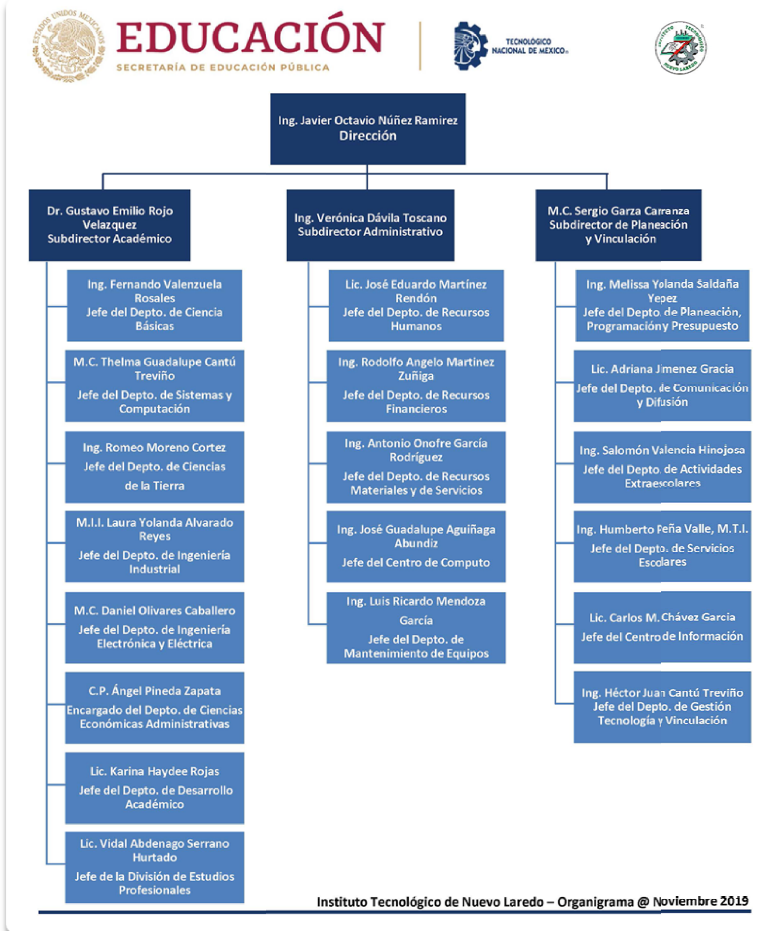 ESTADOS UNIDOS MEXICANOS
EDUCACIÓN
SECRETARÍA DE EDUCACIÓN PÚBLICA
TECNOLÓGICO
NACIONAL DE MEXICO
INSTITUTO TECNOLOGICO
NUEVO LAREDO
Ing. Javier Octavio Núñez Ramirez
Dirección
Dr. Gustavo Emilio Rojo
Velazquez
Subdirector Académico
Ing. Fernando Valenzuela
Rosales
Jefe del Depto. de Ciencia
Básicas
M.C. Thelma Guadalupe Cantú
Treviño
Jefe del Depto. de Sistemas y
Computación
Ing. Romeo Moreno Cortez
Jefe del Depto. de Ciencias
de la Tierra
M.I.I. Laura Yolanda Alvarado
Reyes
Jefe del Depto. de Ingeniería
Industrial
M.C. Daniel Olivares Caballero
Jefe del Depto. de Ingeniería
Electrónica y Eléctrica
C.P. Ángel Pineda Zapata
Encargado del Depto. de Ciencias
Económicas Administrativas
Lic. Karina Haydee Rojas
Jefe del Depto. de Desarrollo
Académico
Lic. Vidal Abdenago Serrano
Hurtado
Jefe de la División de Estudios
Profesionales
Ing. Verónica Dávila Toscano
Subdirector Administrativo
Lic. José Eduardo Martínez
Rendón
Jefe del Depto. de Recursos
Humanos
Ing. Rodolfo Angelo Martinez
Zuñiga
Jefe del Depto. de Recursos
Financieros
Ing. Antonio Onofre García
Rodríguez
Jefe del Depto. de Recursos
Materiales y de Servicios
Ing. José Guadalupe Aguiñaga
Abundiz
Jefe del Centro de Computo
Ing. Luis Ricardo Mendoza
García
Jefe del Depto. de
Mantenimiento de Equipos
M.C. Sergio Garza Carranza
Subdirector de Planeación
y Vinculación
Ing. Melissa Yolanda Saldaña
Yepez
Jefe del Depto. de Planeación,
Programación y Presupuesto
Lic. Adriana Jimenez Gracia
Jefe del Depto. de Comunicación
y Difusión
Ing. Salomón Valencia Hinojosa
Jefe del Depto. de Actividades
Extraescolares
Ing. Humberto Peña Valle, M.T.I.
Jefe del Depto. de Servicios
Escolares
Lic. Carlos M. Chávez Garcia
Jefe del Centro de Información
Ing. Héctor Juan Cantú Treviño
Jefe del Depto. de Gestión
Tecnología y Vinculación
Instituto Tecnológico de Nuevo Laredo – Organigrama @ Noviembre 2019